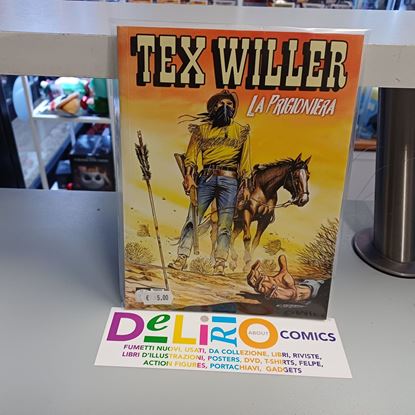 TEX WILLER
LA PRIGIONIERA
€ 5,00
DeLiRIO ABOUT COMICS
FUMETTI NUOVI, USATI, DA COLLEZIONE, LIBRI, RIVISTE,
LIBRI D'ILLUSTRAZIONI, POSTERS, DVD, T-SHIRTS, FELPE,
ACTION FIGURES, PORTACHIAVI, GADGETS